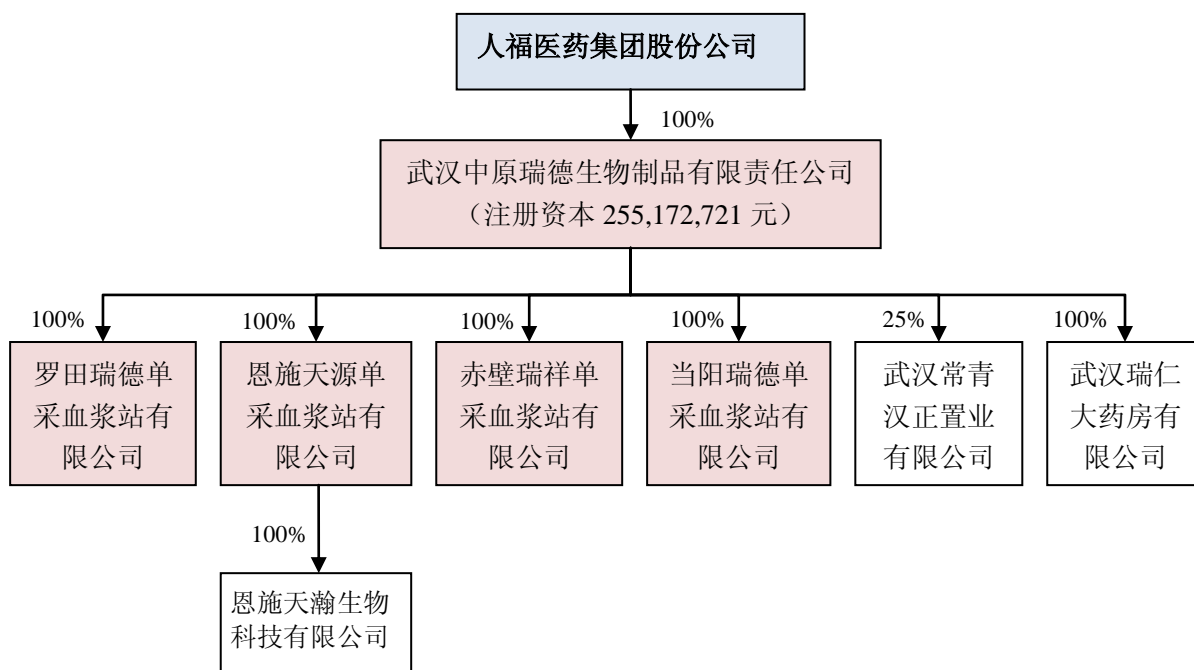 人福医药集团股份公司
100%
武汉中原瑞德生物制品有限责任公司
（注册资本 255,172,721 元）
100%
100%
100%
100%
25%
100%
罗田瑞德单
采血浆站有
限公司
恩施天源单
采血浆站有
限公司
赤壁瑞祥单
采血浆站有
限公司
当阳瑞德单
采血浆站有
限公司
武汉常青
汉正置业
有限公司
武汉瑞仁
大药房有
限公司
100%
恩施天瀚生物
科技有限公司